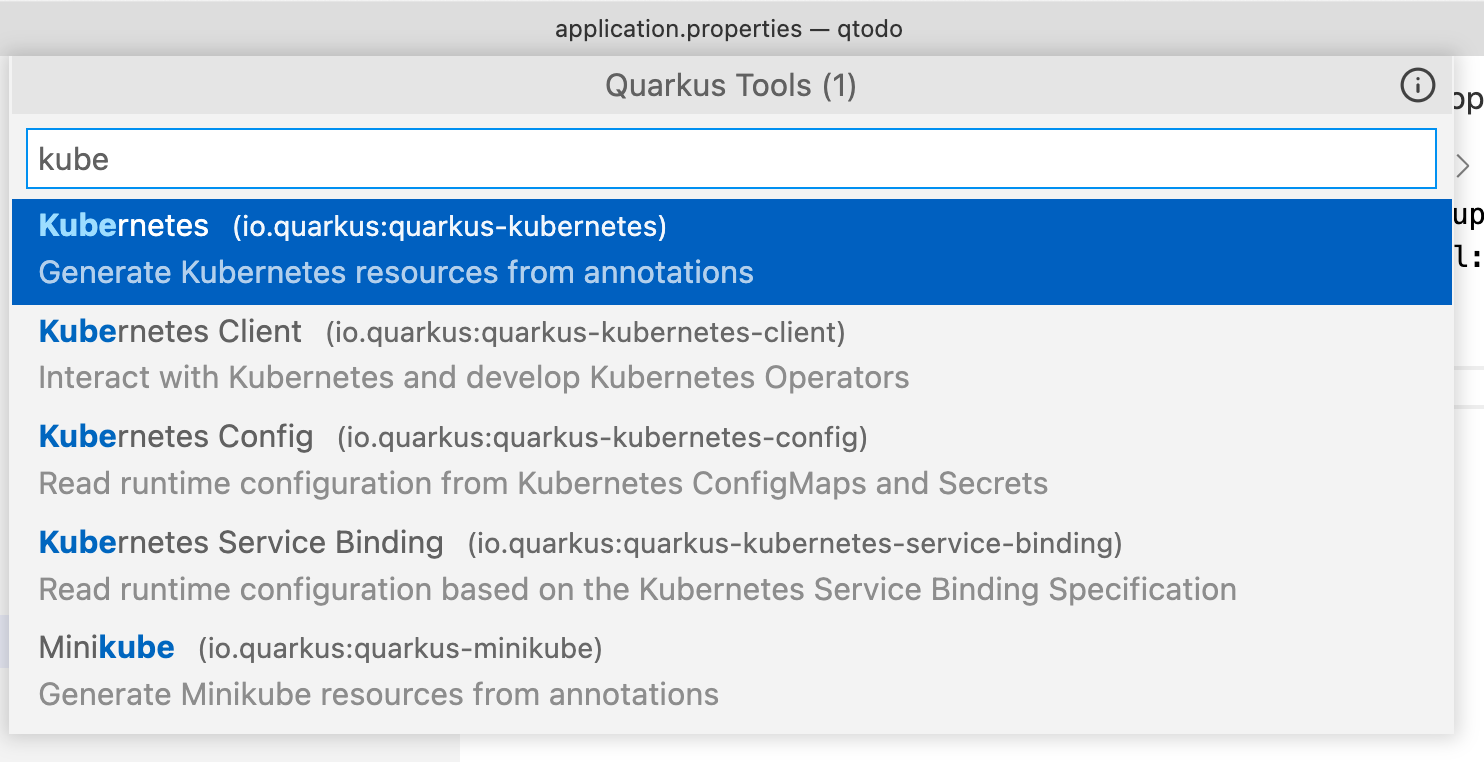 application.properties — qtodo
Quarkus Tools (1)
kube
Kubernetes (io.quarkus:quarkus-kubernetes)
Generate Kubernetes resources from annotations
Kubernetes Client (io.quarkus:quarkus-kubernetes-client)
Interact with Kubernetes and develop Kubernetes Operators
Kubernetes Config (io.quarkus:quarkus-kubernetes-config)
Read runtime configuration from Kubernetes ConfigMaps and Secrets
Kubernetes Service Binding (io.quarkus:quarkus-kubernetes-service-binding)
Read runtime configuration based on the Kubernetes Service Binding Specification
Minikube (io.quarkus:quarkus-minikube)
Generate Minikube resources from annotations